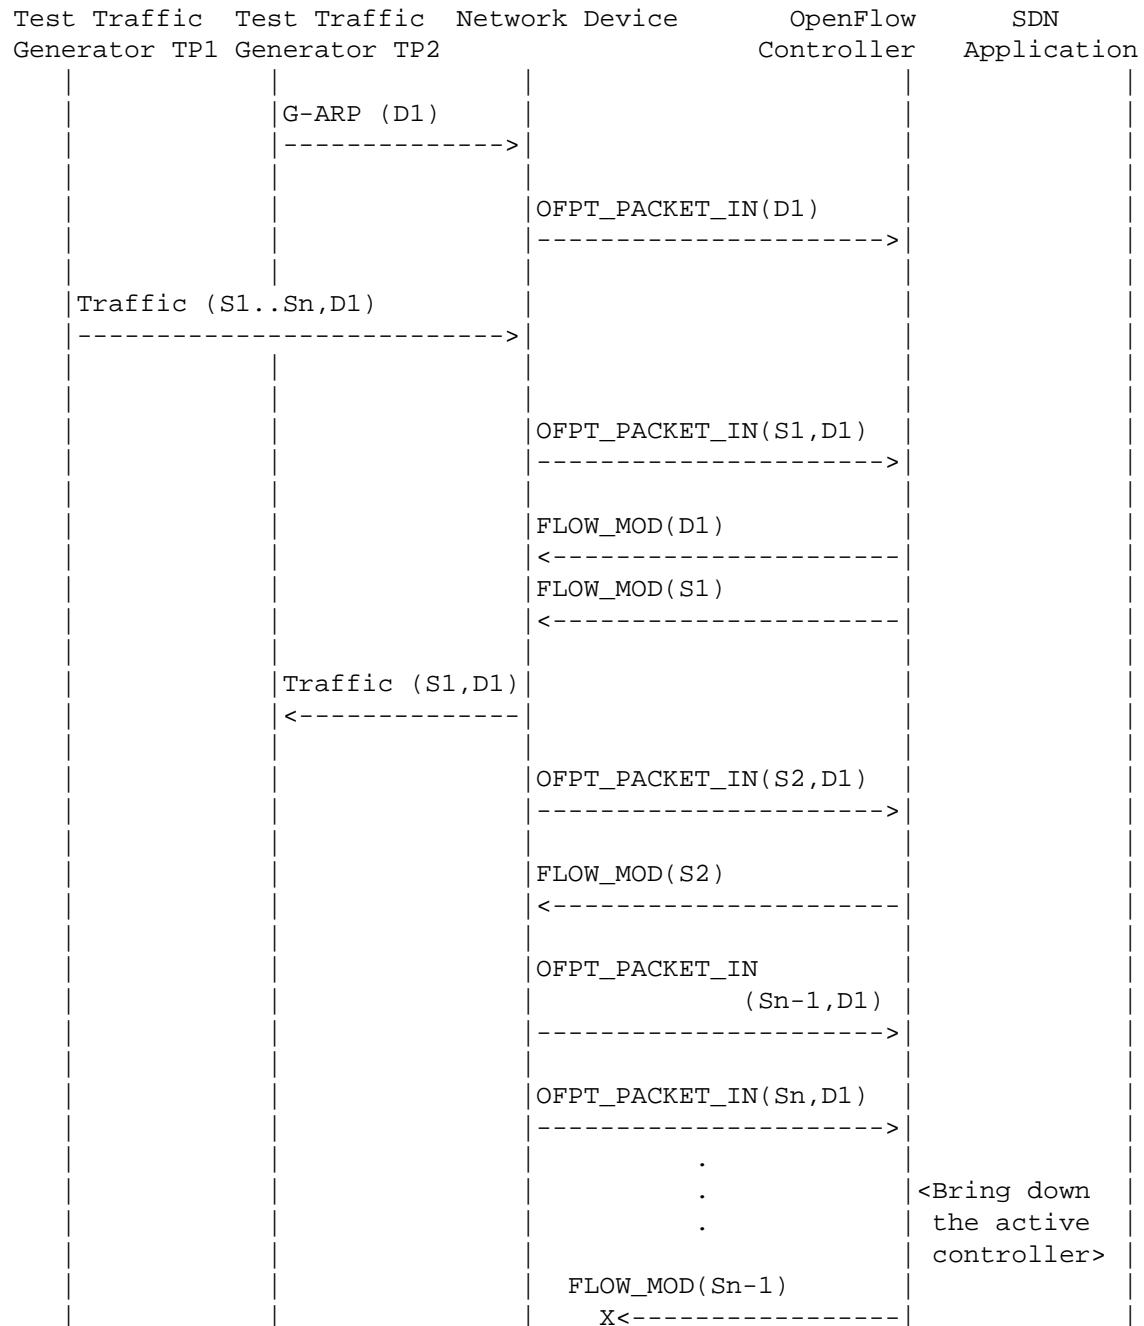 Test Traffic  Test Traffic  Network Device       OpenFlow      SDN
Generator TP1 Generator TP2                    Controller   Application
G-ARP (D1)
OFPT_PACKET_IN(D1)
Traffic (S1..Sn,D1)
OFPT_PACKET_IN(S1,D1)
FLOW_MOD(D1)
FLOW_MOD(S1)
Traffic (S1,D1)
OFPT_PACKET_IN(S2,D1)
FLOW_MOD(S2)
OFPT_PACKET_IN
(Sn-1,D1)
OFPT_PACKET_IN(Sn,D1)
.
. <Bring down
. the active
controller>
FLOW_MOD(Sn-1)
X